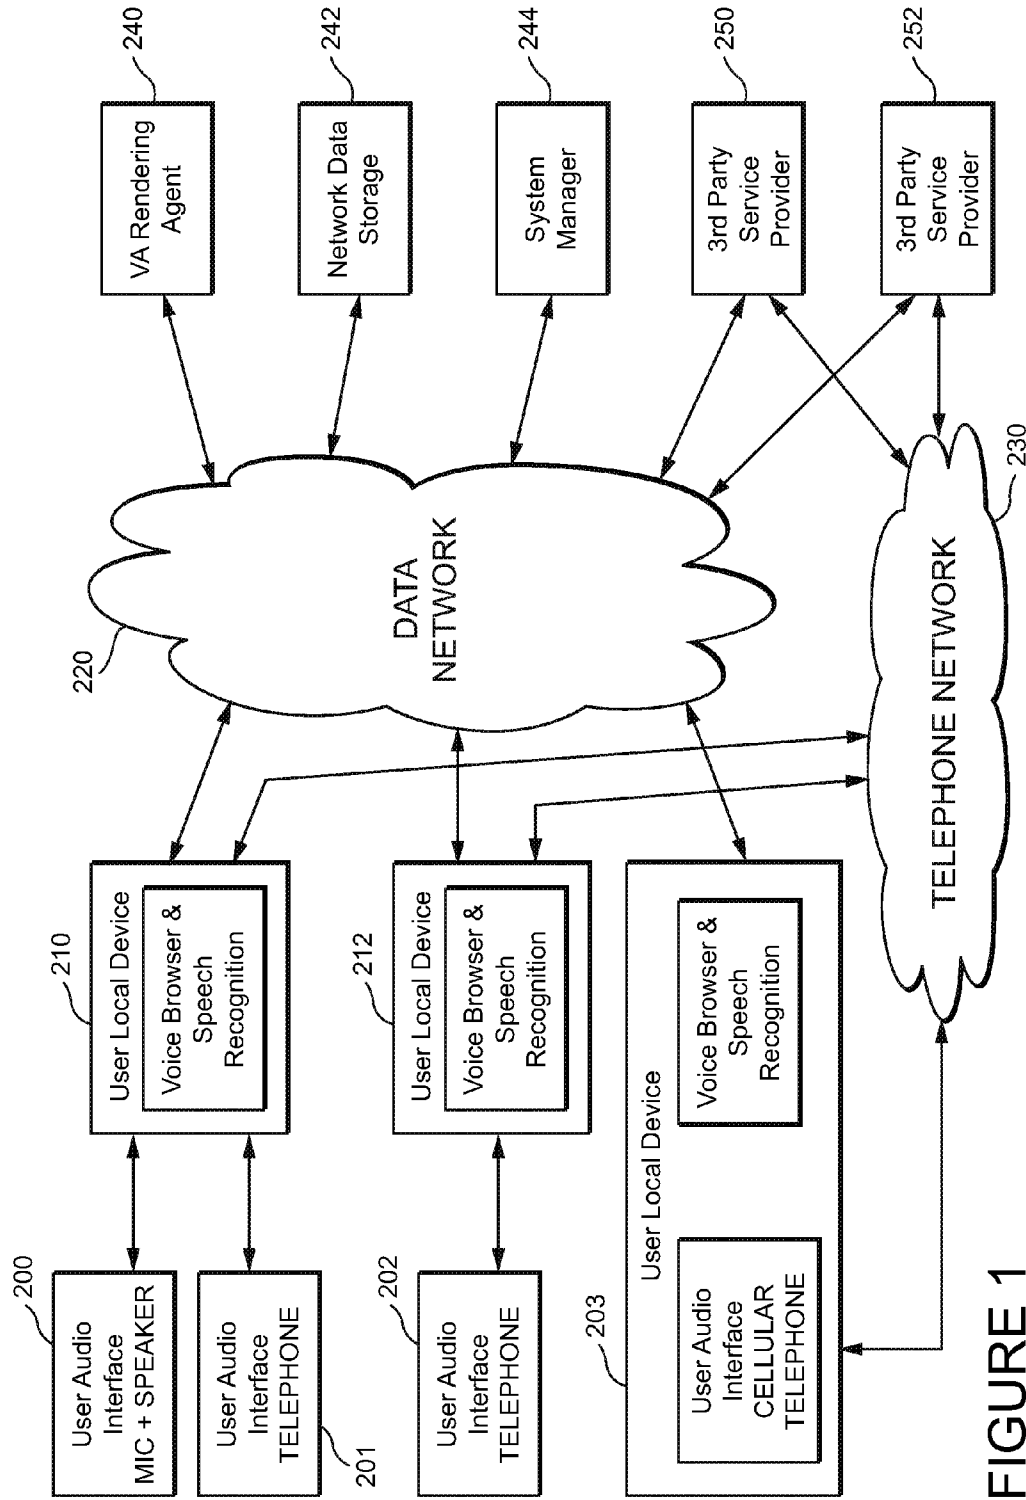 200
User Audio
Interface
MIC + SPEAKER
User Audio
Interface
TELEPHONE
201
210
User Local Device
Voice Browser &
Speech
Recognition
220
DATA
NETWORK
VA Rendering
Agent
240
Network Data
Storage
242
System
Manager
244
3rd Party
Service
Provider
250
3rd Party
Service
Provider
252
202
User Audio
Interface
TELEPHONE
212
User Local Device
Voice Browser &
Speech
Recognition
203
User Local Device
User Audio
Interface
CELLULAR
TELEPHONE
Voice Browser &
Speech
Recognition
TELEPHONE NETWORK
230
FIGURE 1